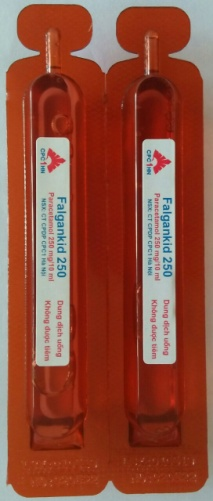 CPC1HN
Falgankid 250
Paracetamol 250 mg/10 ml
NSX: CT CPDP CPC1 Hà Nội
Dung dịch uống
Không được tiêm
CPC1HN
Falgankid 250
Paracetamol 250 mg/10 ml
NSX: CT CPDP CPC1 Hà Nội
Dung dịch uống
Không được tiêm